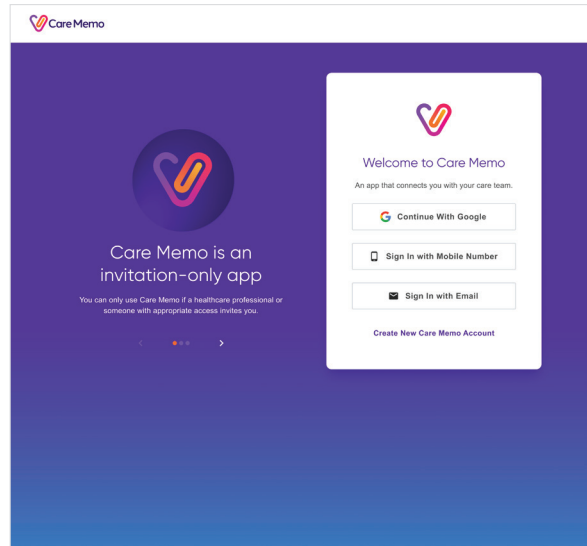 Care Memo
Care Memo is an
invitation-only app
You can only use Care Memo if a healthcare professional or
someone with appropriate access invites you.
Welcome to Care Memo
An app that connects you with your care team.
Continue With Google
Sign In with Mobile Number
Sign In with Email
Create New Care Memo Account